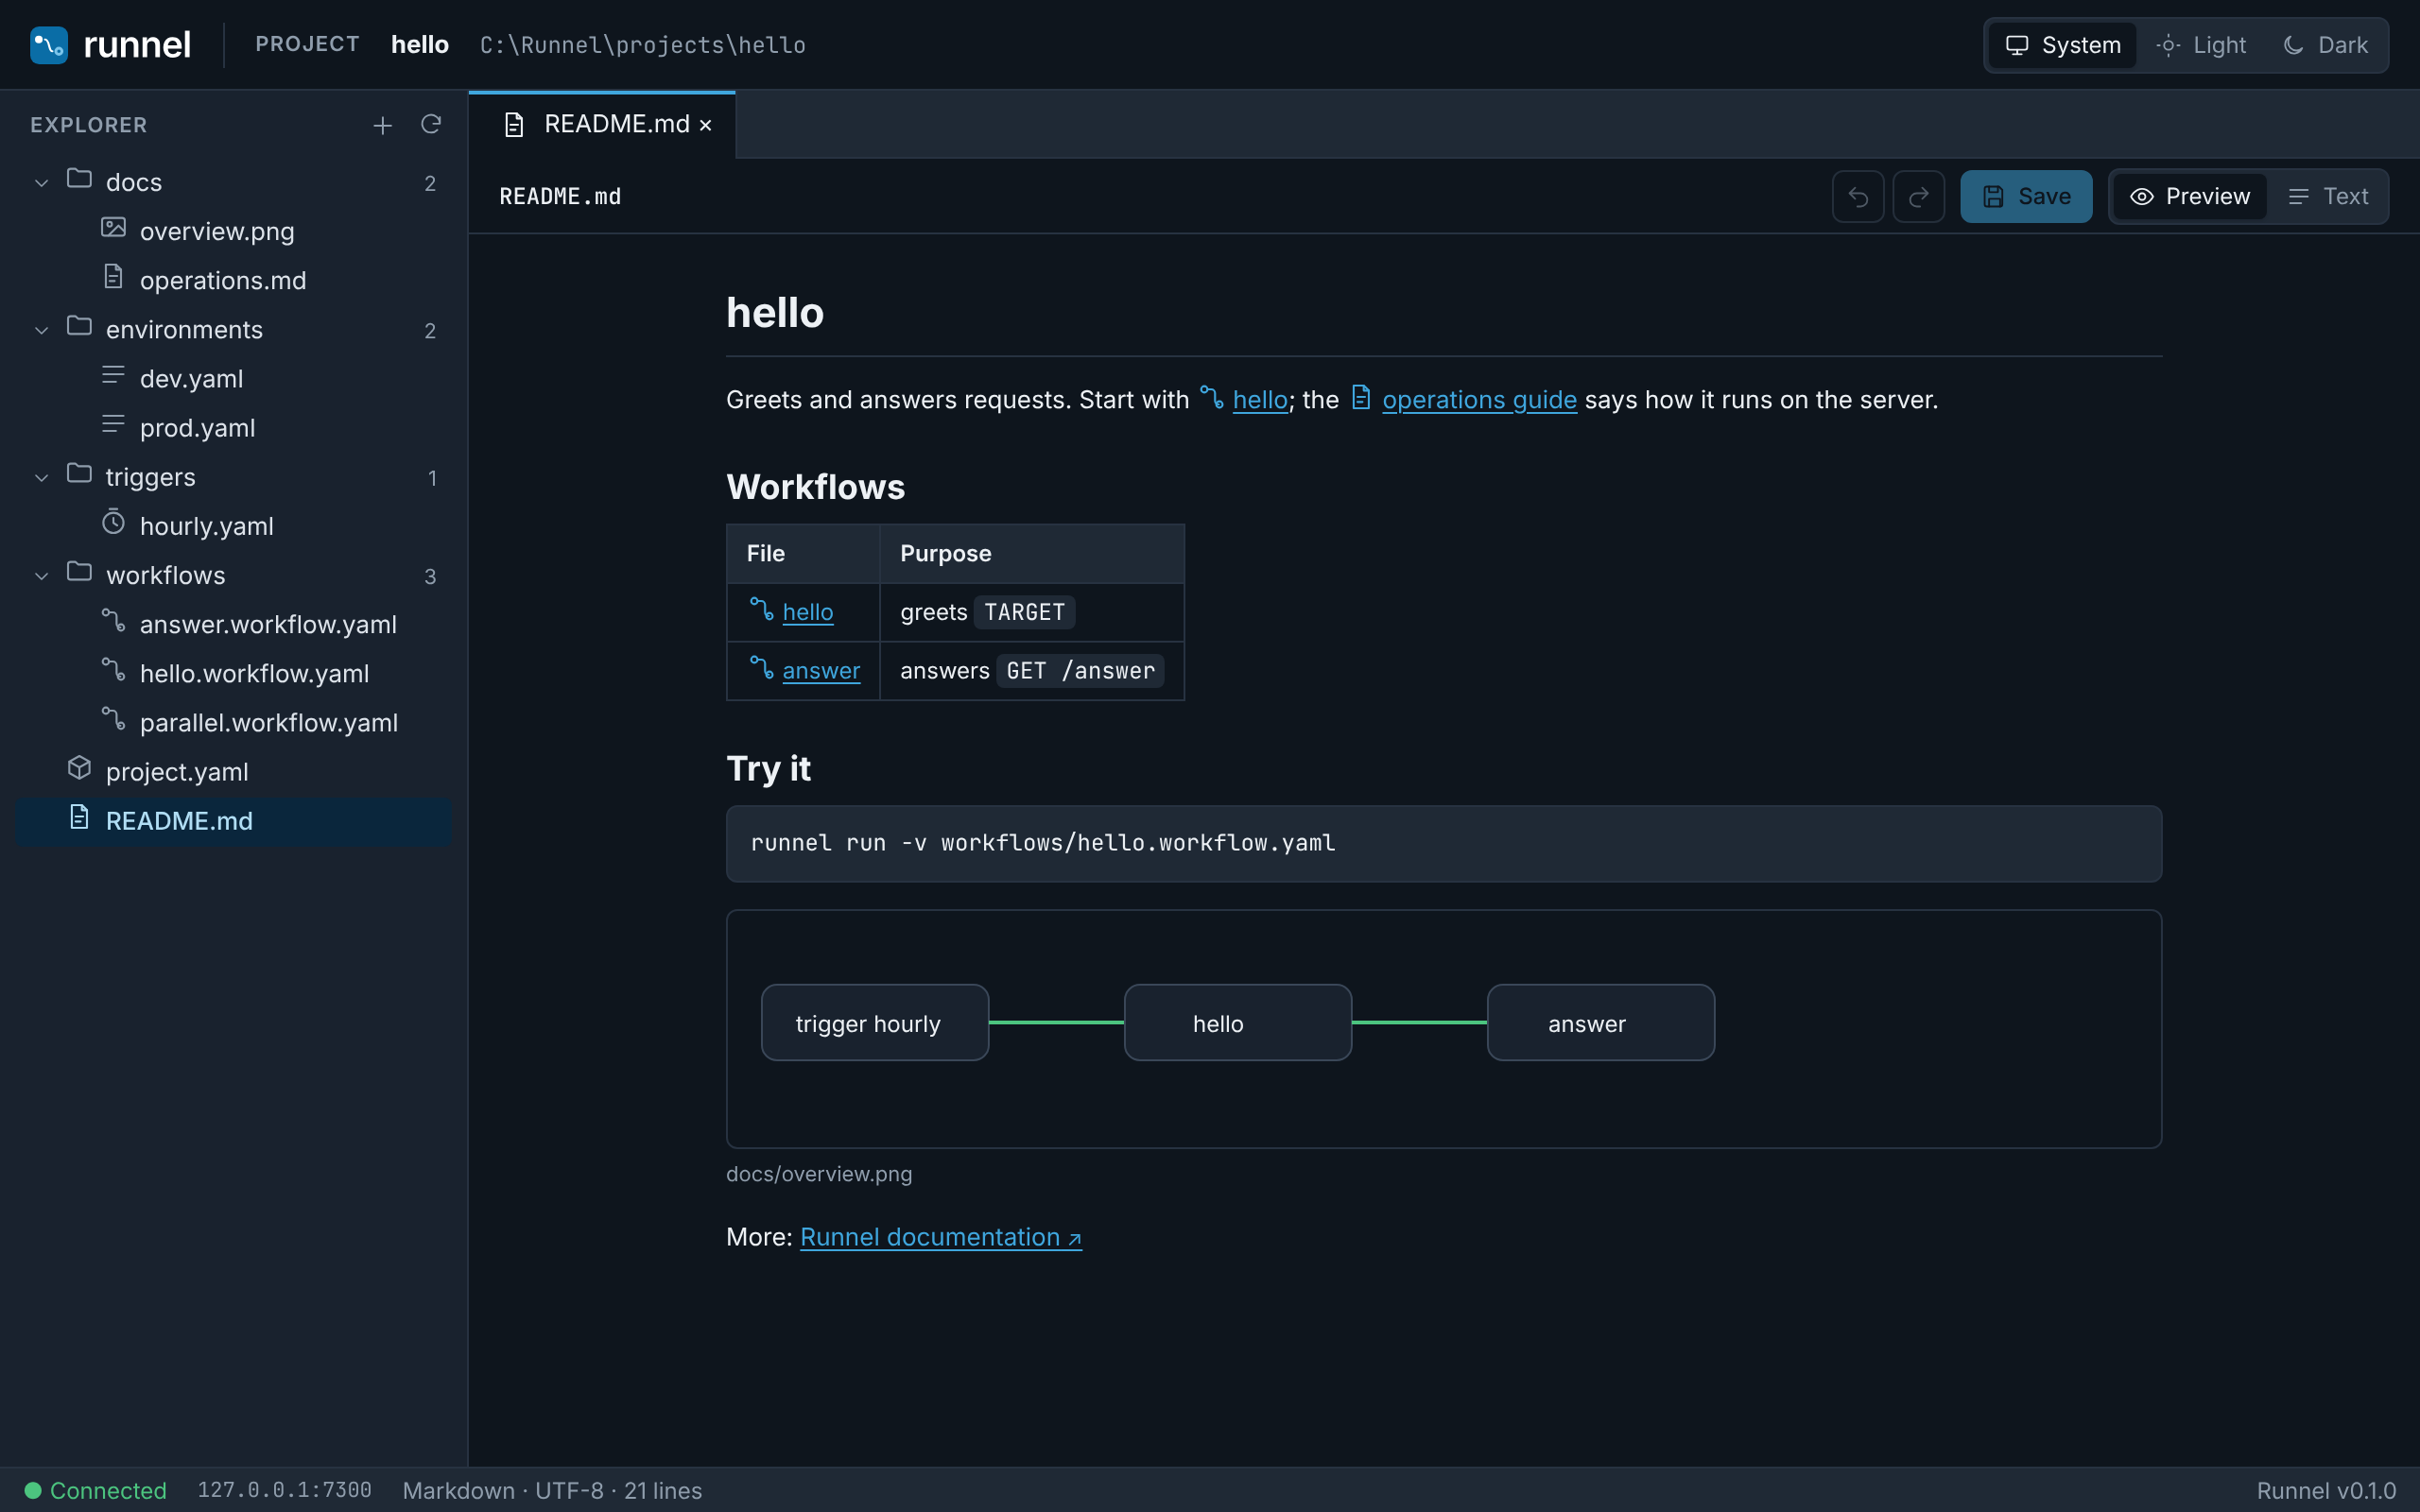 runnel PROJECT hello C:\Runnel\projects\hello System Light Dark
EXPLORER
docs 2
overview.png
operations.md
environments 2
dev.yaml
prod.yaml
triggers 1
hourly.yaml
workflows 3
answer.workflow.yaml
hello.workflow.yaml
parallel.workflow.yaml
project.yaml
README.md
README.md ×
README.md Save Preview Text
hello
Greets and answers requests. Start with hello; the operations guide says how it runs on the server.
Workflows
File Purpose
hello greets TARGET
answer answers GET /answer
Try it
runnel run -v workflows/hello.workflow.yaml
trigger hourly hello answer
docs/overview.png
More: Runnel documentation ↗
Connected 127.0.0.1:7300 Markdown · UTF-8 · 21 lines Runnel v0.1.0